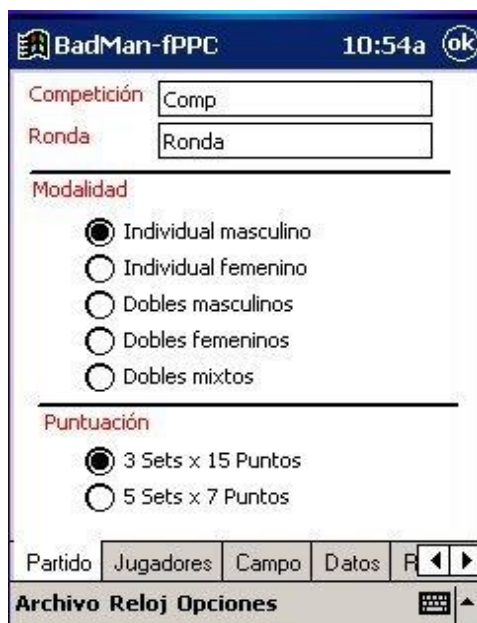 BadMan-fPPC 10:54a ok
Competición Comp
Ronda Ronda
Modalidad
Individual masculino
Individual femenino
Dobles masculinos
Dobles femeninos
Dobles mixtos
Puntuación
3 Sets x 15 Puntos
5 Sets x 7 Puntos
Partido Jugadores Campo Datos
Archivo Reloj Opciones